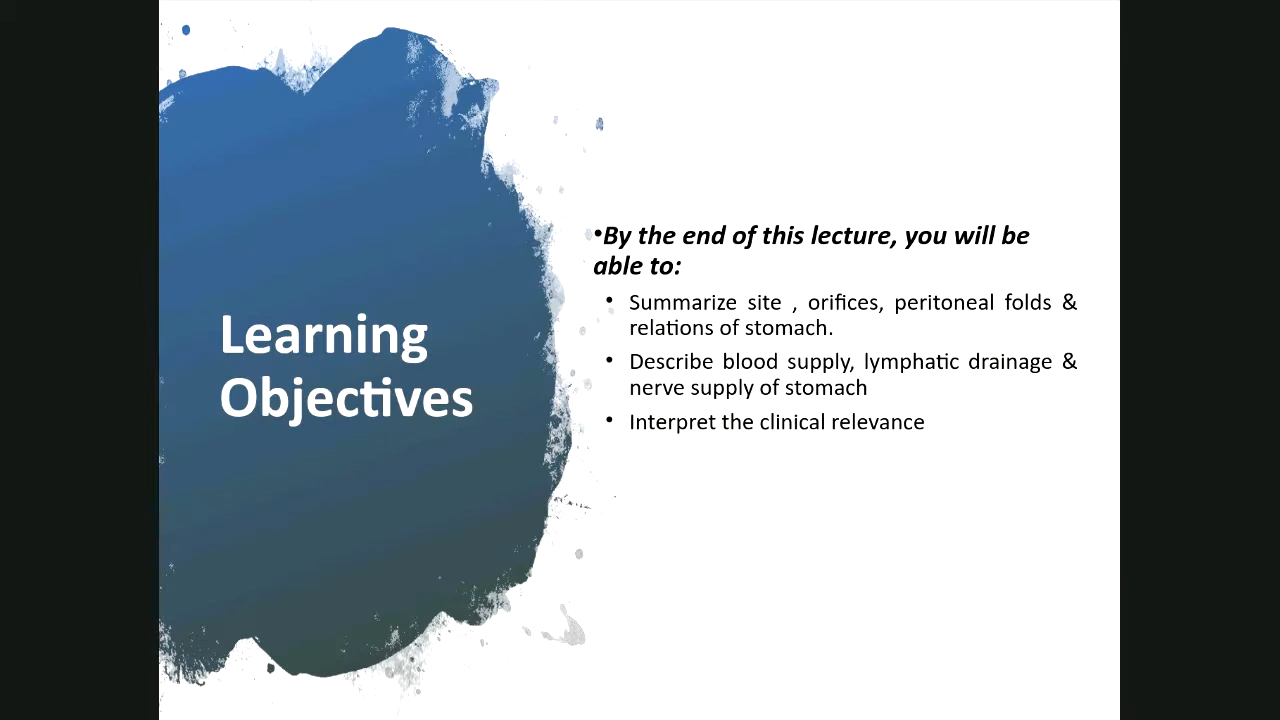 Learning
Objectives
•By the end of this lecture, you will be
able to:
• Summarize site , orifices, peritoneal folds &
relations of stomach.
• Describe blood supply, lymphatic drainage &
nerve supply of stomach
• Interpret the clinical relevance